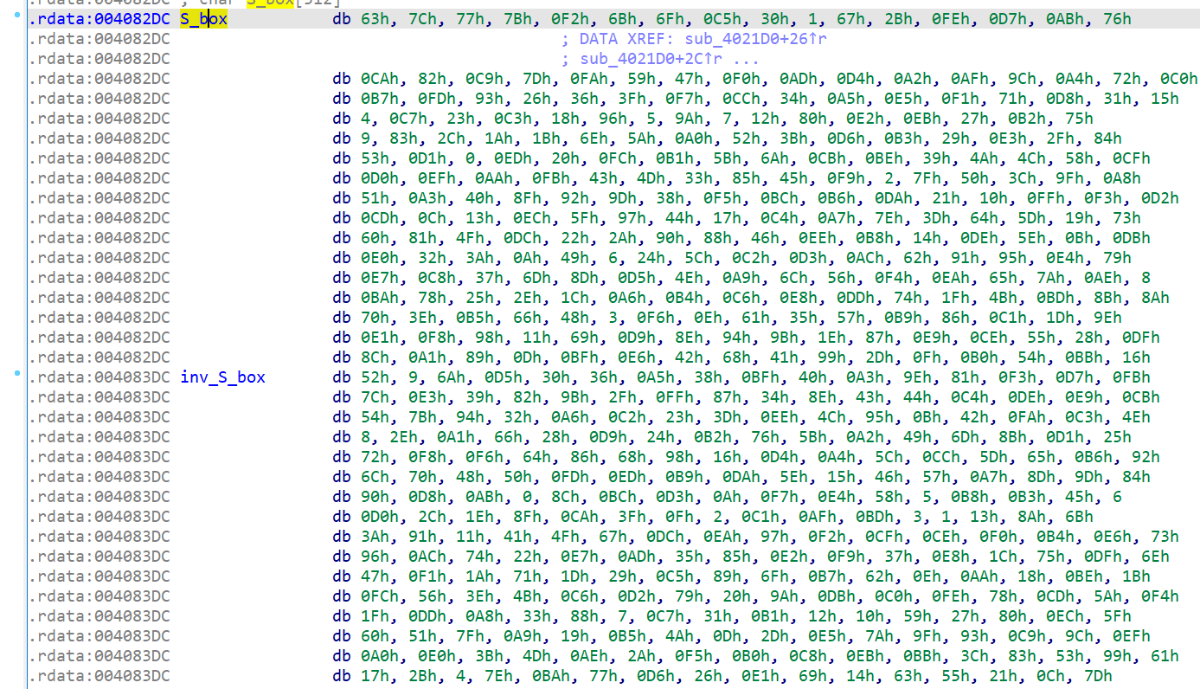 .rdata:004082DC ; char S_box[512]
.rdata:004082DC S_box db 63h, 7Ch, 77h, 7Bh, 0F2h, 6Bh, 6Fh, 0C5h, 30h, 1, 67h, 2Bh, 0FEh, 0D7h, 0ABh, 76h
.rdata:004082DC ; DATA XREF: sub_4021D0+26↑r
.rdata:004082DC ; sub_4021D0+2C↑r ...
.rdata:004082DC db 0CAh, 82h, 0C9h, 7Dh, 0FAh, 59h, 47h, 0F0h, 0ADh, 0D4h, 0A2h, 0AFh, 9Ch, 0A4h, 72h, 0C0h
.rdata:004082DC db 0B7h, 0FDh, 93h, 26h, 36h, 3Fh, 0F7h, 0CCh, 34h, 0A5h, 0E5h, 0F1h, 71h, 0D8h, 31h, 15h
.rdata:004082DC db 4, 0C7h, 23h, 0C3h, 18h, 96h, 5, 9Ah, 7, 12h, 80h, 0E2h, 0EBh, 27h, 0B2h, 75h
.rdata:004082DC db 9, 83h, 2Ch, 1Ah, 1Bh, 6Eh, 5Ah, 0A0h, 52h, 3Bh, 0D6h, 0B3h, 29h, 0E3h, 2Fh, 84h
.rdata:004082DC db 53h, 0D1h, 0, 0EDh, 20h, 0FCh, 0B1h, 5Bh, 6Ah, 0CBh, 0BEh, 39h, 4Ah, 4Ch, 58h, 0CFh
.rdata:004082DC db 0D0h, 0EFh, 0AAh, 0FBh, 43h, 4Dh, 33h, 85h, 45h, 0F9h, 2, 7Fh, 50h, 3Ch, 9Fh, 0A8h
.rdata:004082DC db 51h, 0A3h, 40h, 8Fh, 92h, 9Dh, 38h, 0F5h, 0BCh, 0B6h, 0DAh, 21h, 10h, 0FFh, 0F3h, 0D2h
.rdata:004082DC db 0CDh, 0Ch, 13h, 0ECh, 5Fh, 97h, 44h, 17h, 0C4h, 0A7h, 7Eh, 3Dh, 64h, 5Dh, 19h, 73h
.rdata:004082DC db 60h, 81h, 4Fh, 0DCh, 22h, 2Ah, 90h, 88h, 46h, 0EEh, 0B8h, 14h, 0DEh, 5Eh, 0Bh, 0DBh
.rdata:004082DC db 0E0h, 32h, 3Ah, 0Ah, 49h, 6, 24h, 5Ch, 0C2h, 0D3h, 0ACh, 62h, 91h, 95h, 0E4h, 79h
.rdata:004082DC db 0E7h, 0C8h, 37h, 6Dh, 8Dh, 0D5h, 4Eh, 0A9h, 6Ch, 56h, 0F4h, 0EAh, 65h, 7Ah, 0AEh, 8
.rdata:004082DC db 0BAh, 78h, 25h, 2Eh, 1Ch, 0A6h, 0B4h, 0C6h, 0E8h, 0DDh, 74h, 1Fh, 4Bh, 0BDh, 8Bh, 8Ah
.rdata:004082DC db 70h, 3Eh, 0B5h, 66h, 48h, 3, 0F6h, 0Eh, 61h, 35h, 57h, 0B9h, 86h, 0C1h, 1Dh, 9Eh
.rdata:004082DC db 0E1h, 0F8h, 98h, 11h, 69h, 0D9h, 8Eh, 94h, 9Bh, 1Eh, 87h, 0E9h, 0CEh, 55h, 28h, 0DFh
.rdata:004082DC db 8Ch, 0A1h, 89h, 0Dh, 0BFh, 0E6h, 42h, 68h, 41h, 99h, 2Dh, 0Fh, 0B0h, 54h, 0BBh, 16h
.rdata:004083DC inv_S_box db 52h, 9, 6Ah, 0D5h, 30h, 36h, 0A5h, 38h, 0BFh, 40h, 0A3h, 9Eh, 81h, 0F3h, 0D7h, 0FBh
.rdata:004083DC db 7Ch, 0E3h, 39h, 82h, 9Bh, 2Fh, 0FFh, 87h, 34h, 8Eh, 43h, 44h, 0C4h, 0DEh, 0E9h, 0CBh
.rdata:004083DC db 54h, 7Bh, 94h, 32h, 0A6h, 0C2h, 23h, 3Dh, 0EEh, 4Ch, 95h, 0Bh, 42h, 0FAh, 0C3h, 4Eh
.rdata:004083DC db 8, 2Eh, 0A1h, 66h, 28h, 0D9h, 24h, 0B2h, 76h, 5Bh, 0A2h, 49h, 6Dh, 8Bh, 0D1h, 25h
.rdata:004083DC db 72h, 0F8h, 0F6h, 64h, 86h, 68h, 98h, 16h, 0D4h, 0A4h, 5Ch, 0CCh, 5Dh, 65h, 0B6h, 92h
.rdata:004083DC db 6Ch, 70h, 48h, 50h, 0FDh, 0EDh, 0B9h, 0DAh, 5Eh, 15h, 46h, 57h, 0A7h, 8Dh, 9Dh, 84h
.rdata:004083DC db 90h, 0D8h, 0ABh, 0, 8Ch, 0BCh, 0D3h, 0Ah, 0F7h, 0E4h, 58h, 5, 0B8h, 0B3h, 45h, 6
.rdata:004083DC db 0D0h, 2Ch, 1Eh, 8Fh, 0CAh, 3Fh, 0Fh, 2, 0C1h, 0AFh, 0BDh, 3, 1, 13h, 8Ah, 6Bh
.rdata:004083DC db 3Ah, 91h, 11h, 41h, 4Fh, 67h, 0DCh, 0EAh, 97h, 0F2h, 0CFh, 0CEh, 0F0h, 0B4h, 0E6h, 73h
.rdata:004083DC db 96h, 0ACh, 74h, 22h, 0E7h, 0ADh, 35h, 85h, 0E2h, 0F9h, 37h, 0E8h, 1Ch, 75h, 0DFh, 6Eh
.rdata:004083DC db 47h, 0F1h, 1Ah, 71h, 1Dh, 29h, 0C5h, 89h, 6Fh, 0B7h, 62h, 0Eh, 0AAh, 18h, 0BEh, 1Bh
.rdata:004083DC db 0FCh, 56h, 3Eh, 4Bh, 0C6h, 0D2h, 79h, 20h, 9Ah, 0DBh, 0C0h, 0FEh, 78h, 0CDh, 5Ah, 0F4h
.rdata:004083DC db 1Fh, 0DDh, 0A8h, 33h, 88h, 7, 0C7h, 31h, 0B1h, 12h, 10h, 59h, 27h, 80h, 0ECh, 5Fh
.rdata:004083DC db 60h, 51h, 7Fh, 0A9h, 19h, 0B5h, 4Ah, 0Dh, 2Dh, 0E5h, 7Ah, 9Fh, 93h, 0C9h, 9Ch, 0EFh
.rdata:004083DC db 0A0h, 0E0h, 3Bh, 4Dh, 0AEh, 2Ah, 0F5h, 0B0h, 0C8h, 0EBh, 0BBh, 3Ch, 83h, 53h, 99h, 61h
.rdata:004083DC db 17h, 2Bh, 4, 7Eh, 0BAh, 77h, 0D6h, 26h, 0E1h, 69h, 14h, 63h, 55h, 21h, 0Ch, 7Dh